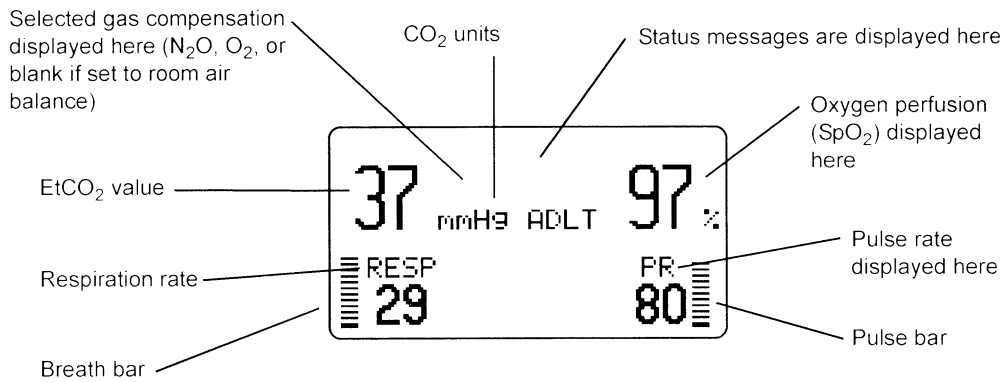 Selected gas compensation
displayed here (N₂O, O₂, or
blank if set to room air
balance)
CO₂ units
Status messages are displayed here
Oxygen perfusion
(SpO₂) displayed
here
EtCO₂ value
37
mmHg ADLT
97
%
Respiration rate
RESP
29
PR
80
Pulse rate
displayed here
Breath bar
Pulse bar